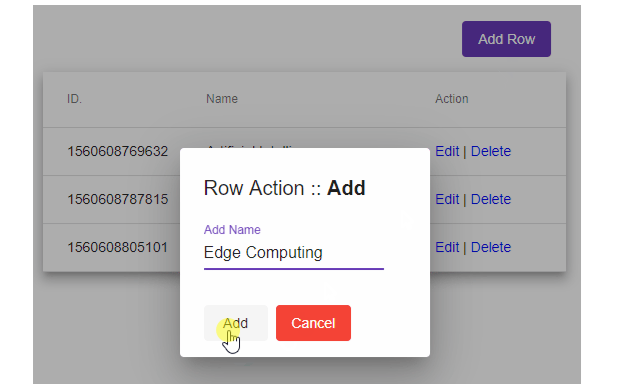 Add Row
ID. Name Action
1560608769632 Edit | Delete
1560608787815 Edit | Delete
1560608805101 Edit | Delete
Row Action :: Add
Add Name
Edge Computing
Add Cancel